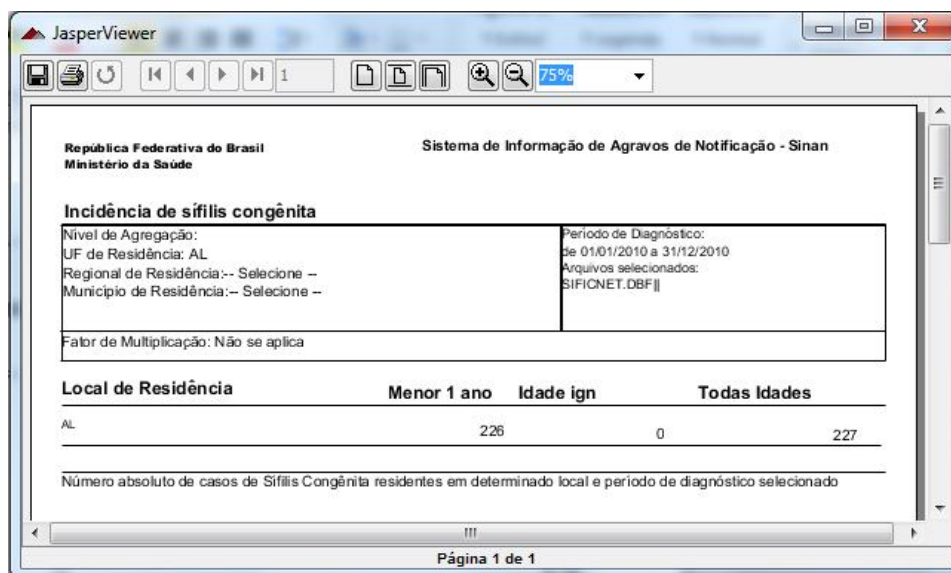 JasperViewer
1
75%
República Federativa do Brasil
Ministério da Saúde
Sistema de Informação de Agravos de Notificação - Sinan
Incidência de sífilis congênita
Nível de Agregação:
UF de Residência: AL
Regional de Residência:-- Selecione --
Município de Residência:-- Selecione --
Período de Diagnóstico:
de 01/01/2010 a 31/12/2010
Arquivos selecionados:
SIFICNET.DBF||
Fator de Multiplicação: Não se aplica
Local de Residência Menor 1 ano Idade ign Todas Idades
AL 226 0 227
Número absoluto de casos de Sífilis Congênita residentes em determinado local e período de diagnóstico selecionado
Página 1 de 1